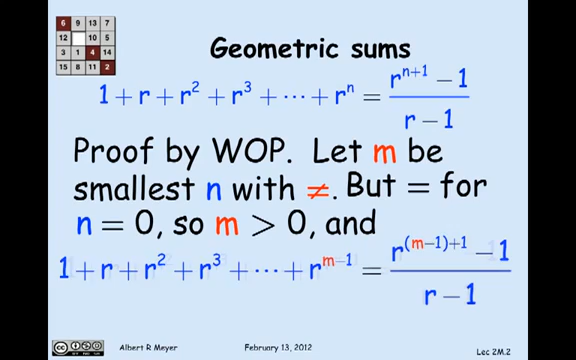 6 9 13 7
12 10 5
3 1 4 14
15 8 11 2
Geometric sums
1 + r + r² + r³ + ⋯ + rⁿ = (rⁿ⁺¹ − 1) / (r − 1)
Proof by WOP. Let m be
smallest n with ≠. But = for
n = 0, so m > 0, and
1 + r + r² + r³ + ⋯ + r^(m−1) = (r^((m−1)+1) − 1) / (r − 1)
cc Albert R Meyer February 13, 2012 Lec 2M.2